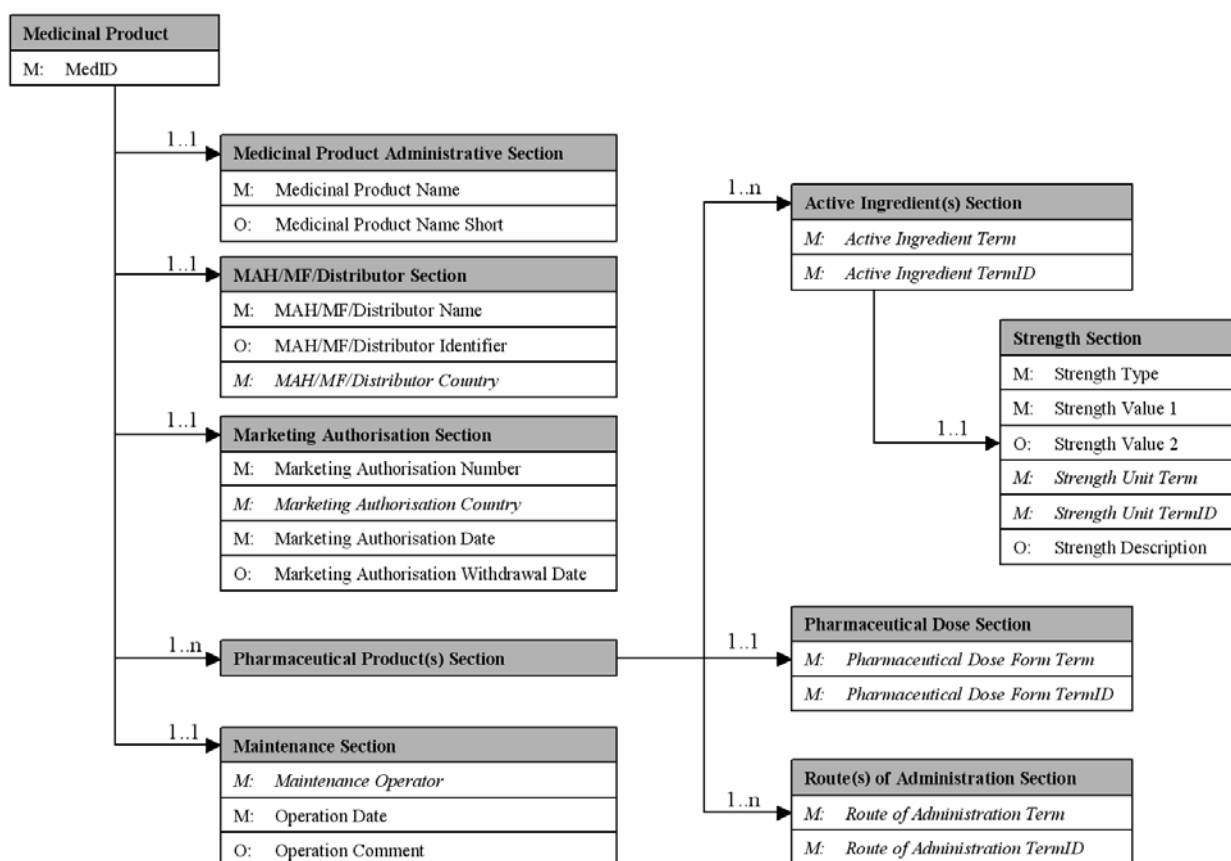 Medicinal Product
M: MedID
1..1
Medicinal Product Administrative Section
M: Medicinal Product Name
O: Medicinal Product Name Short
1..1
MAH/MF/Distributor Section
M: MAH/MF/Distributor Name
O: MAH/MF/Distributor Identifier
M: MAH/MF/Distributor Country
1..1
Marketing Authorisation Section
M: Marketing Authorisation Number
M: Marketing Authorisation Country
M: Marketing Authorisation Date
O: Marketing Authorisation Withdrawal Date
1..n
Pharmaceutical Product(s) Section
1..1
Maintenance Section
M: Maintenance Operator
M: Operation Date
O: Operation Comment
1..n
Active Ingredient(s) Section
M: Active Ingredient Term
M: Active Ingredient TermID
1..1
Strength Section
M: Strength Type
M: Strength Value 1
O: Strength Value 2
M: Strength Unit Term
M: Strength Unit TermID
O: Strength Description
1..1
Pharmaceutical Dose Section
M: Pharmaceutical Dose Form Term
M: Pharmaceutical Dose Form TermID
1..n
Route(s) of Administration Section
M: Route of Administration Term
M: Route of Administration TermID